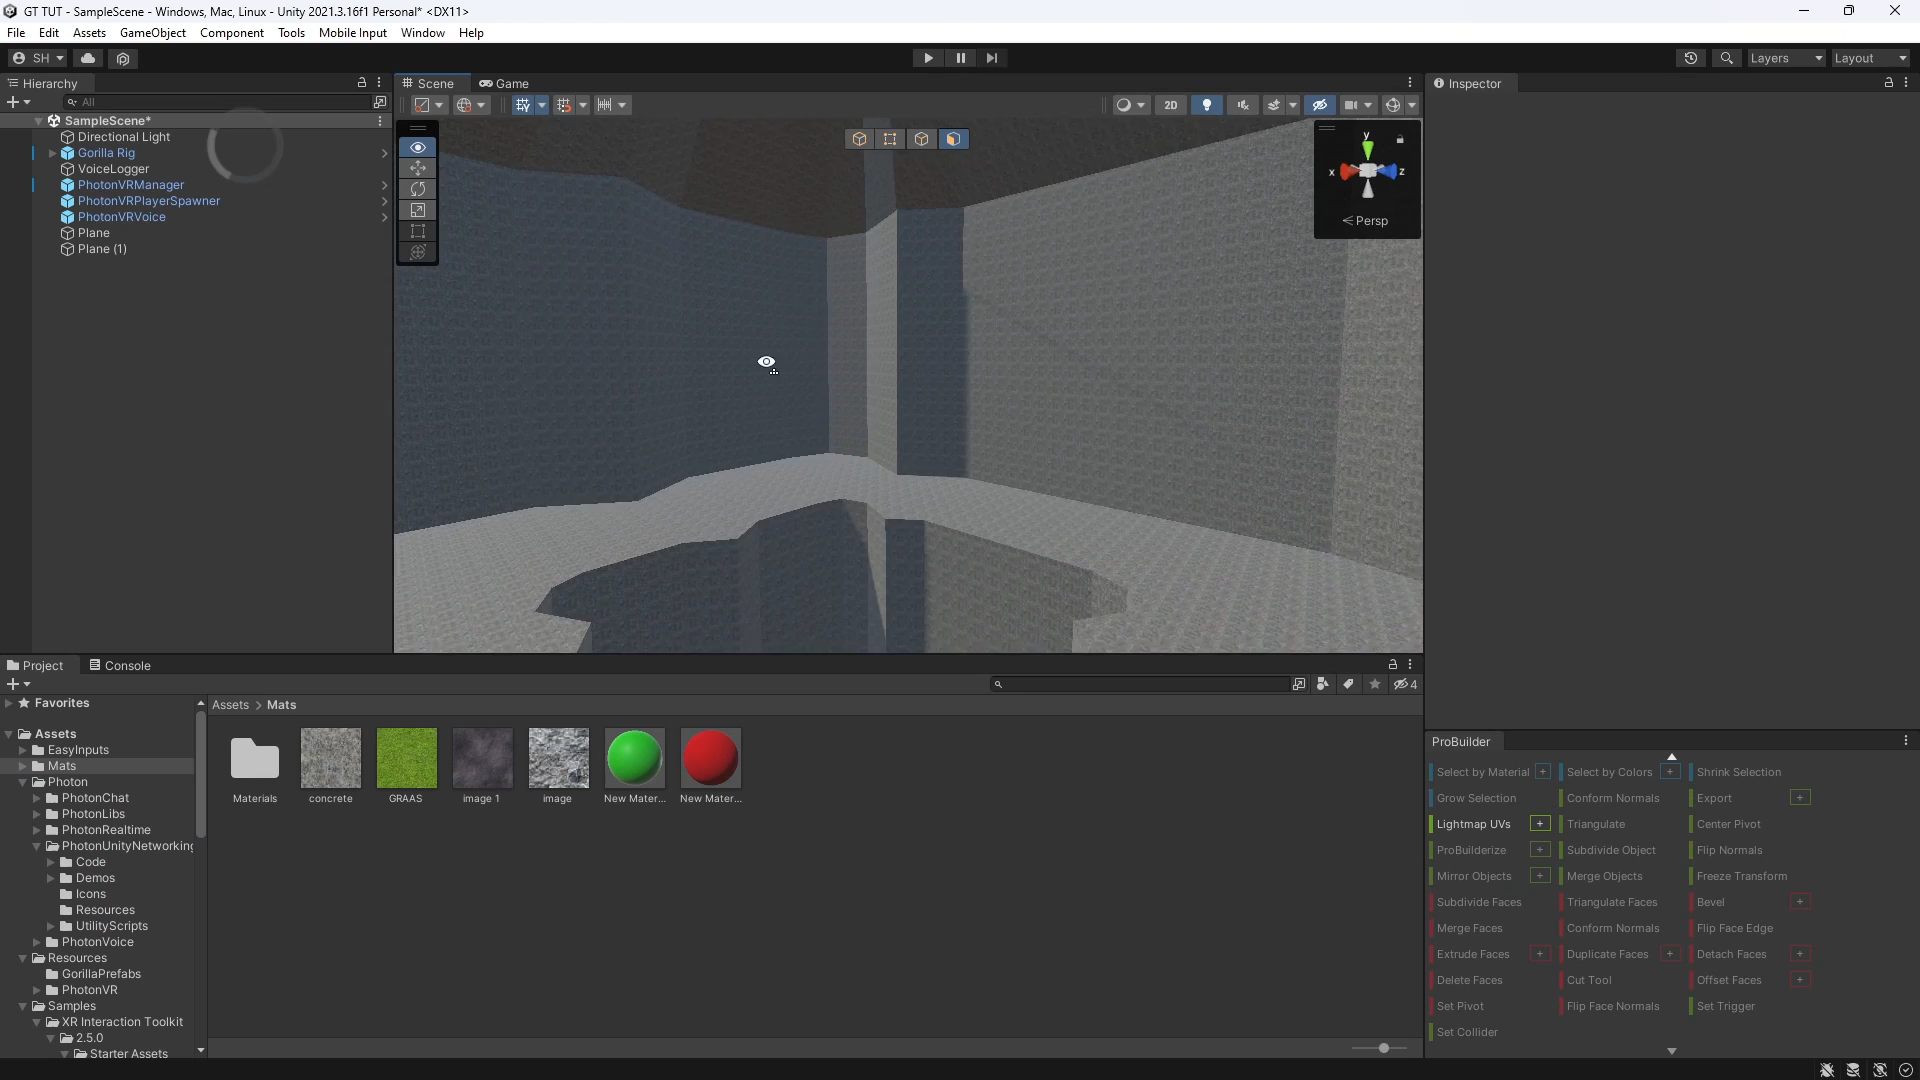 GT TUT - SampleScene - Windows, Mac, Linux - Unity 2021.3.16f1 Personal* <DX11>
File Edit Assets GameObject Component Tools Mobile Input Window Help
SH
Layers Layout
Hierarchy
All
SampleScene*
Directional Light
Gorilla Rig
VoiceLogger
PhotonVRManager
PhotonVRPlayerSpawner
PhotonVRVoice
Plane
Plane (1)
Scene Game
2D
y
x
z
Persp
Inspector
Project Console
4
Favorites
Assets
EasyInputs
Mats
Photon
PhotonChat
PhotonLibs
PhotonRealtime
PhotonUnityNetworking
Code
Demos
Icons
Resources
UtilityScripts
PhotonVoice
Resources
GorillaPrefabs
PhotonVR
Samples
XR Interaction Toolkit
2.5.0
Starter Assets
Assets > Mats
Materials concrete GRAAS image 1 image New Mater... New Mater...
ProBuilder
Select by Material + Select by Colors + Shrink Selection
Grow Selection Conform Normals Export +
Lightmap UVs + Triangulate Center Pivot
ProBuilderize + Subdivide Object Flip Normals
Mirror Objects + Merge Objects Freeze Transform
Subdivide Faces Triangulate Faces Bevel +
Merge Faces Conform Normals Flip Face Edge
Extrude Faces + Duplicate Faces + Detach Faces +
Delete Faces Cut Tool Offset Faces +
Set Pivot Flip Face Normals Set Trigger
Set Collider